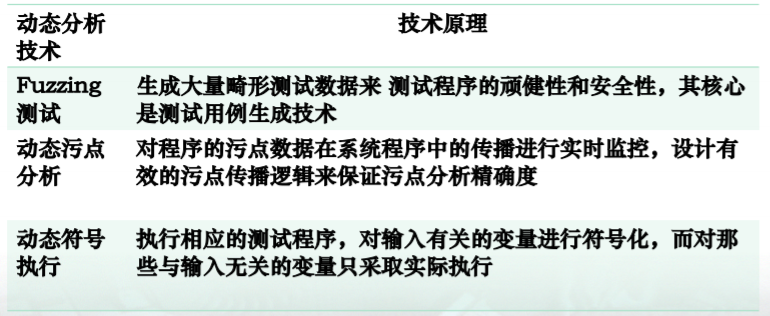 动态分析 技术原理
技术
Fuzzing 生成大量畸形测试数据来 测试程序的顽健性和安全性，其核心
测试 是测试用例生成技术
动态污点 对程序的污点数据在系统程序中的传播进行实时监控，设计有
分析 效的污点传播逻辑来保证污点分析精确度
动态符号 执行相应的测试程序，对输入有关的变量进行符号化，而对那
执行 些与输入无关的变量只采取实际执行